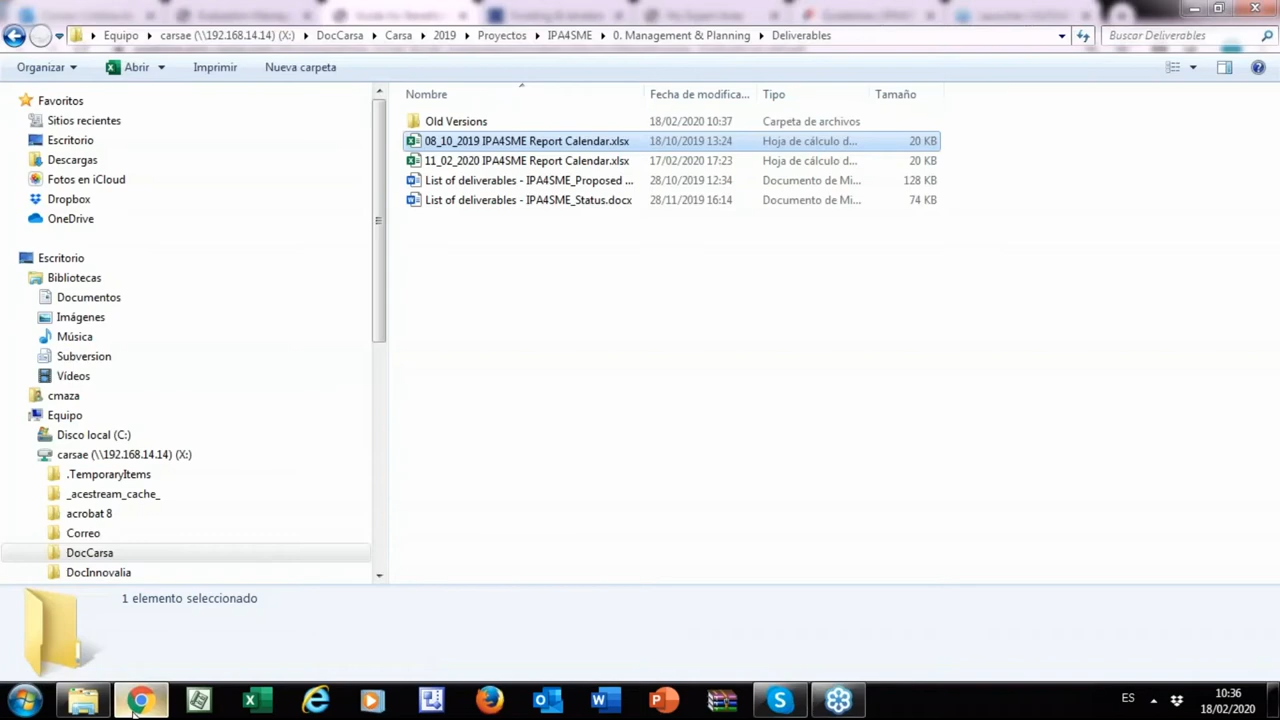 Equipo
carsae (\\192.168.14.14) (X:)
DocCarsa
Carsa
2019
Proyectos
IPA4SME
0. Management & Planning
Deliverables
Buscar Deliverables
Organizar
Abrir
Imprimir
Nueva carpeta
Favoritos
Sitios recientes
Escritorio
Descargas
Fotos en iCloud
Dropbox
OneDrive
Escritorio
Bibliotecas
Documentos
Imágenes
Música
Subversion
Vídeos
cmaza
Equipo
Disco local (C:)
carsae (\\192.168.14.14) (X:)
.TemporaryItems
_acestream_cache_
acrobat 8
Correo
DocCarsa
DocInnovalia
Nombre Fecha de modifica... Tipo Tamaño
Old Versions 18/02/2020 10:37 Carpeta de archivos
08_10_2019 IPA4SME Report Calendar.xlsx 18/10/2019 13:24 Hoja de cálculo d... 20 KB
11_02_2020 IPA4SME Report Calendar.xlsx 17/02/2020 17:23 Hoja de cálculo d... 20 KB
List of deliverables - IPA4SME_Proposed ... 28/10/2019 12:34 Documento de Mi... 128 KB
List of deliverables - IPA4SME_Status.docx 28/11/2019 16:14 Documento de Mi... 74 KB
1 elemento seleccionado
ES
10:36
18/02/2020